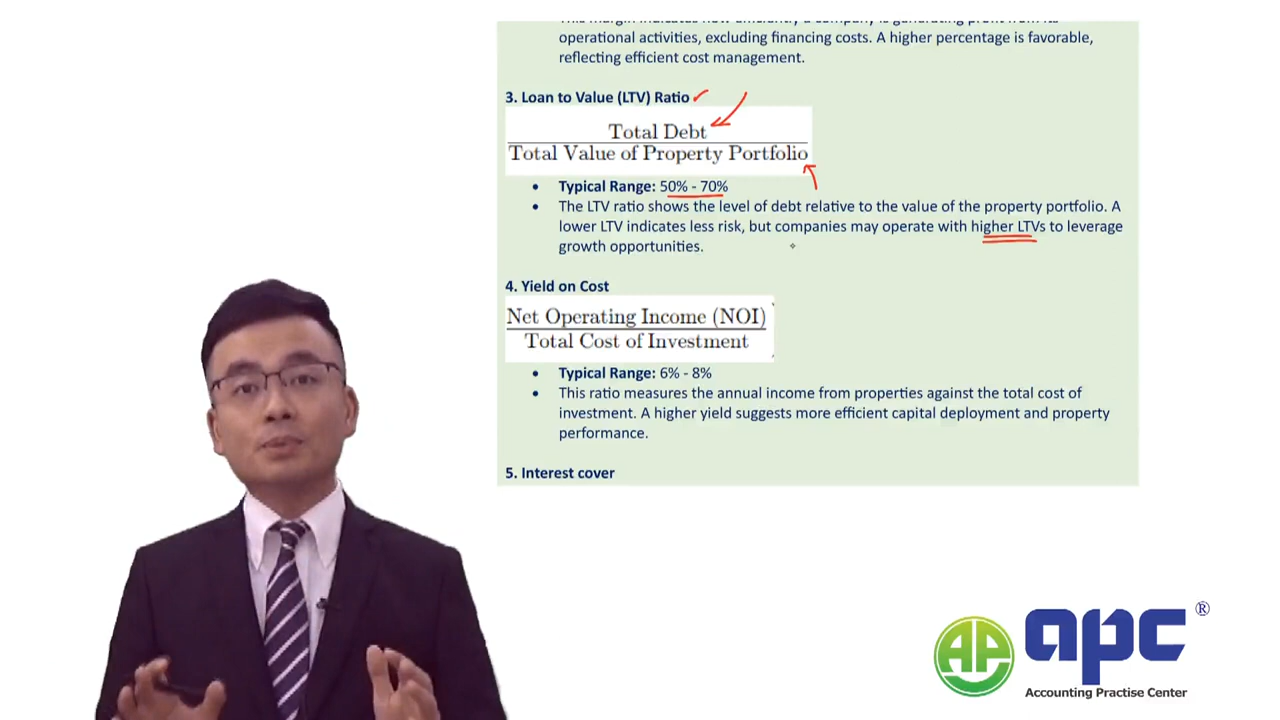 operational activities, excluding financing costs. A higher percentage is favorable,
reflecting efficient cost management.
3. Loan to Value (LTV) Ratio
Total Debt
Total Value of Property Portfolio
• Typical Range: 50% - 70%
• The LTV ratio shows the level of debt relative to the value of the property portfolio. A
lower LTV indicates less risk, but companies may operate with higher LTVs to leverage
growth opportunities.
4. Yield on Cost
Net Operating Income (NOI)
Total Cost of Investment
• Typical Range: 6% - 8%
• This ratio measures the annual income from properties against the total cost of
investment. A higher yield suggests more efficient capital deployment and property
performance.
5. Interest cover
AP apc ®
Accounting Practise Center